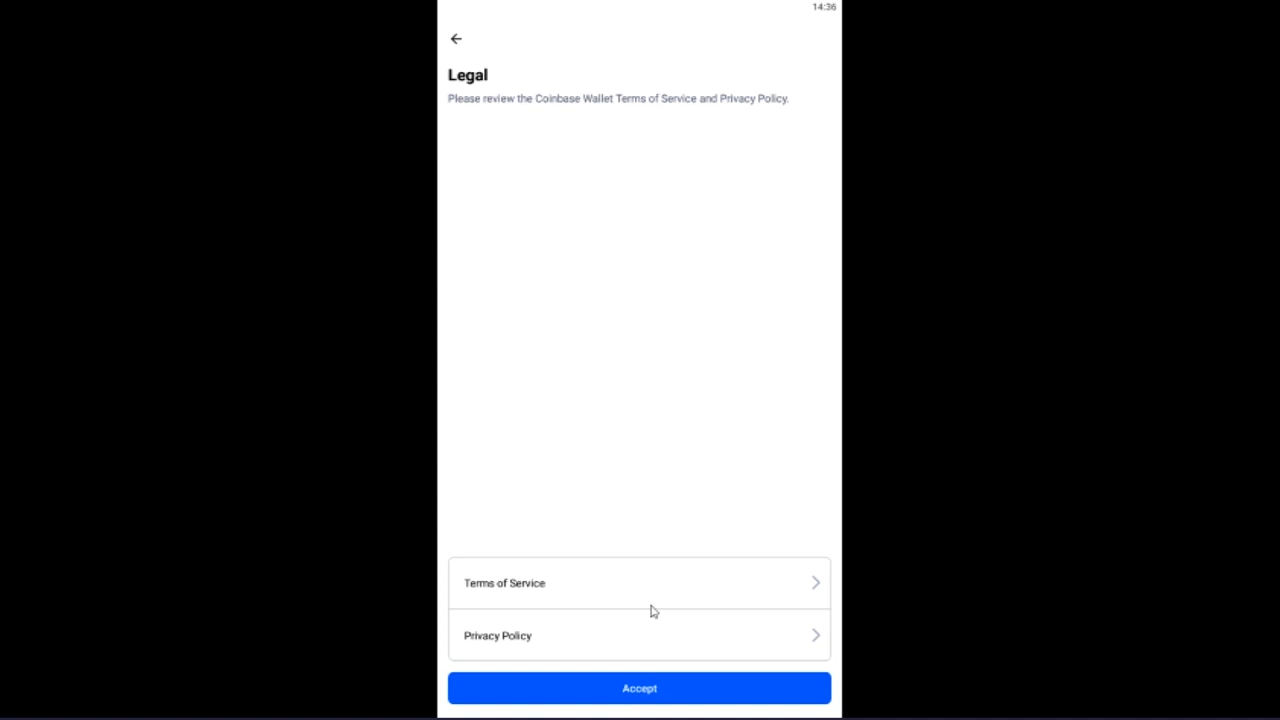 14:36
Legal
Please review the Coinbase Wallet Terms of Service and Privacy Policy.
Terms of Service
Privacy Policy
Accept